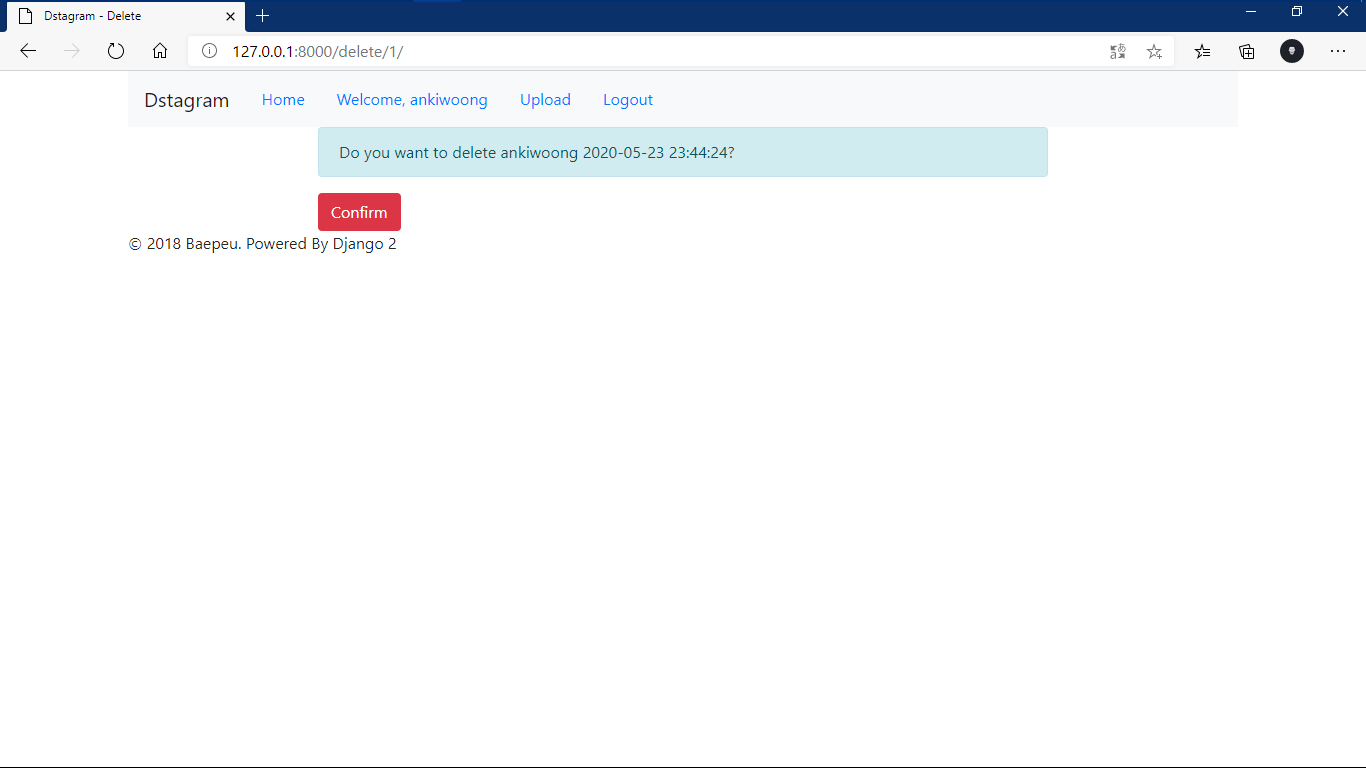 Dstagram - Delete
127.0.0.1:8000/delete/1/
Dstagram Home Welcome, ankiwoong Upload Logout
Do you want to delete ankiwoong 2020-05-23 23:44:24?
Confirm
© 2018 Baepeu. Powered By Django 2